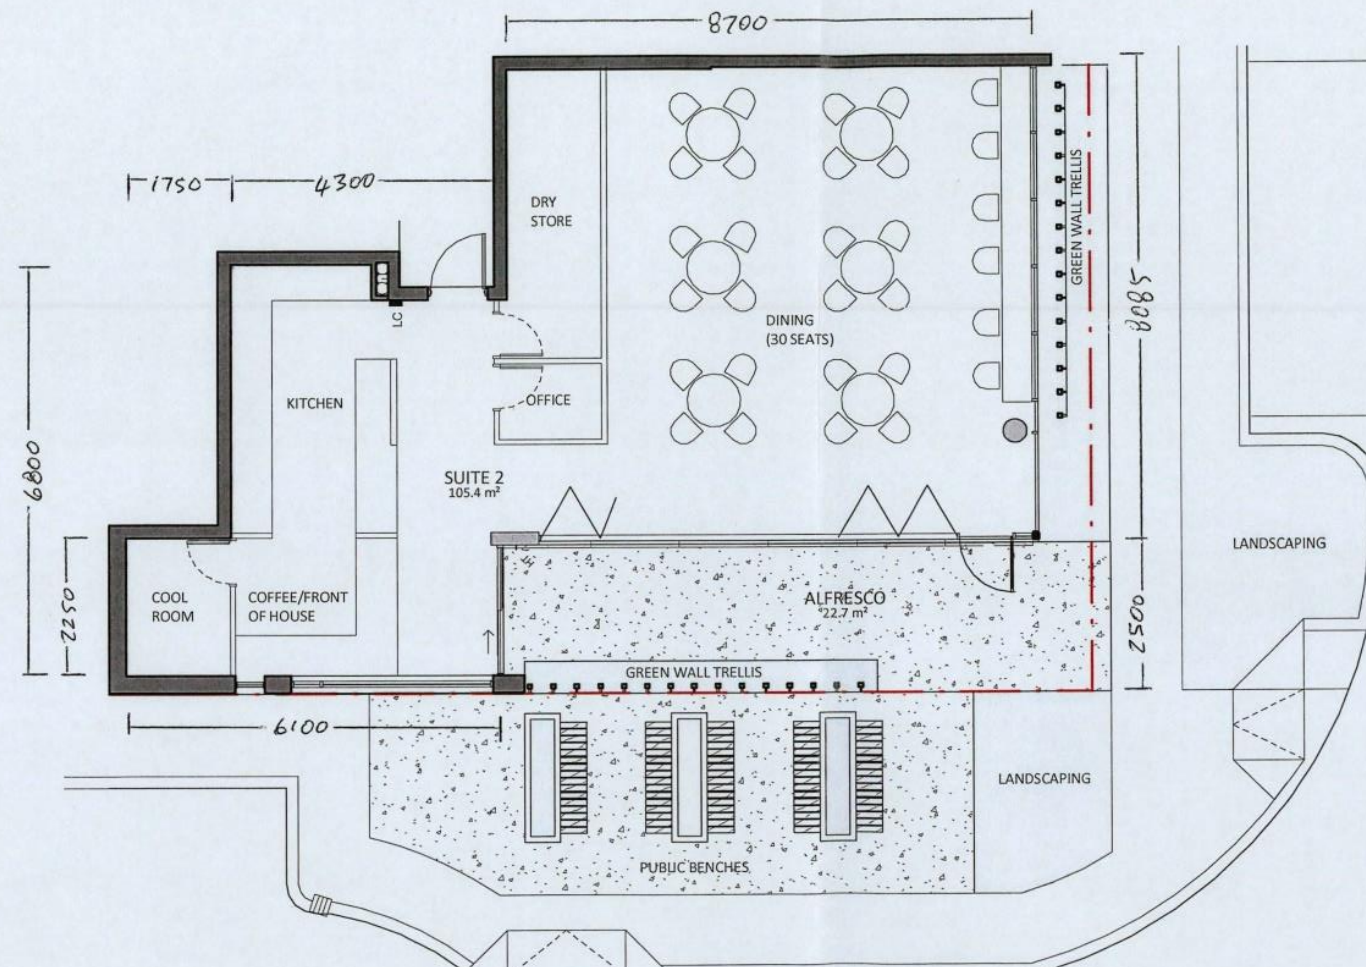 8700
1750
4300
DRY
STORE
GREEN WALL TRELLIS
8085
LC
DINING
(30 SEATS)
KITCHEN
OFFICE
6800
SUITE 2
105.4 m²
LANDSCAPING
2250
COOL
ROOM
COFFEE/FRONT
OF HOUSE
ALFRESCO
22.7 m²
2500
GREEN WALL TRELLIS
6100
LANDSCAPING
PUBLIC BENCHES